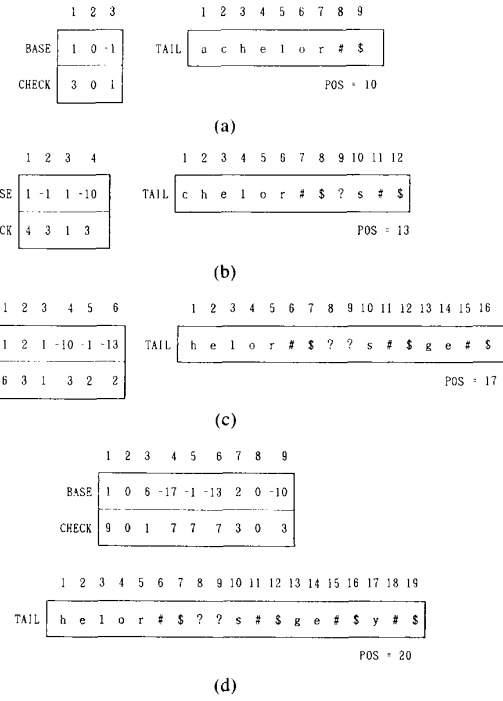 1 2 3
BASE 1 0 -1
CHECK 3 0 1
1 2 3 4 5 6 7 8 9
TAIL a c h e l o r # $
POS = 10
(a)
1 2 3 4
SE 1 -1 1 -10
CK 4 3 1 3
1 2 3 4 5 6 7 8 9 10 11 12
TAIL c h e l o r # $ ? s # $
POS = 13
(b)
1 2 3 4 5 6
1 2 1 -10 -1 -13
6 3 1 3 2 2
1 2 3 4 5 6 7 8 9 10 11 12 13 14 15 16
TAIL h e l o r # $ ? ? s # $ g e # $
POS = 17
(c)
1 2 3 4 5 6 7 8 9
BASE 1 0 6 -17 -1 -13 2 0 -10
CHECK 9 0 1 7 7 7 3 0 3
1 2 3 4 5 6 7 8 9 10 11 12 13 14 15 16 17 18 19
TAIL h e l o r # $ ? ? s # $ g e # $ y # $
POS = 20
(d)